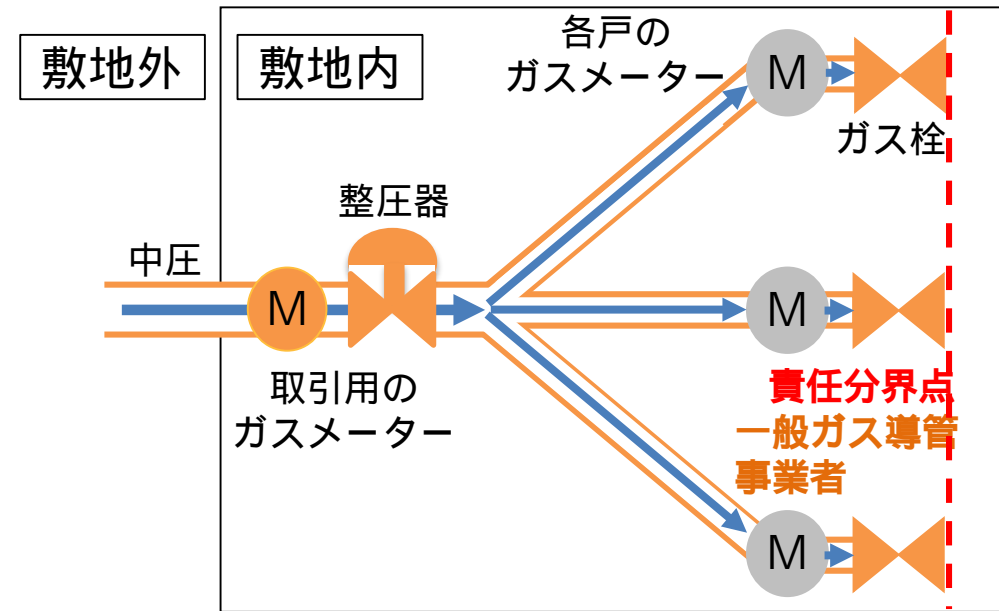 敷地外
敷地内
各戸の
ガスメーター
M
ガス栓
整圧器
中圧
M
M
取引用の
ガスメーター
責任分界点
一般ガス導管
事業者
M